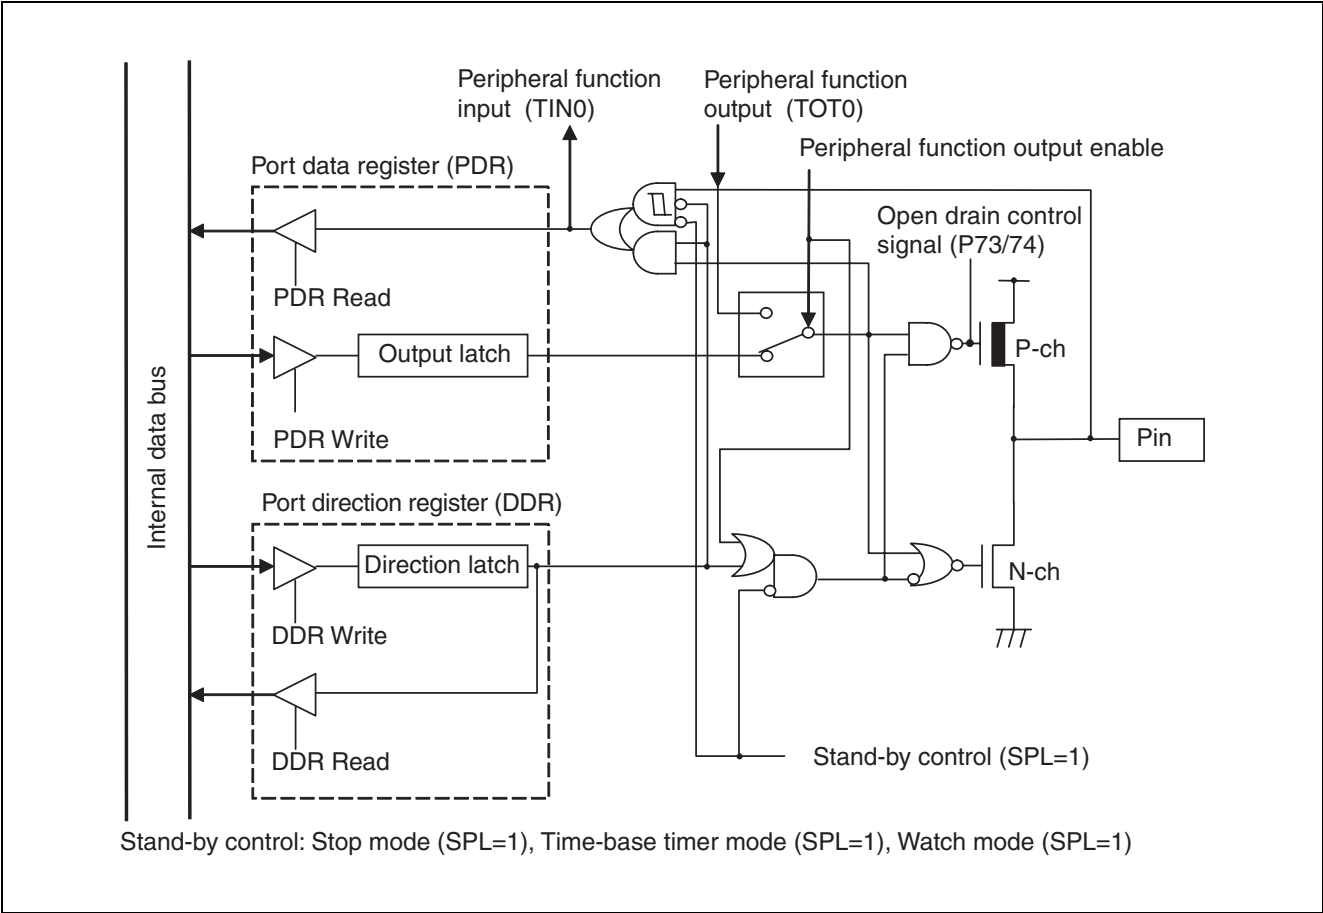 Peripheral function
input (TIN0)
Peripheral function
output (TOT0)
Peripheral function output enable
Port data register (PDR)
Open drain control
signal (P73/74)
PDR Read
Output latch
P-ch
PDR Write
Pin
Internal data bus
Port direction register (DDR)
Direction latch
N-ch
DDR Write
DDR Read
Stand-by control (SPL=1)
Stand-by control: Stop mode (SPL=1), Time-base timer mode (SPL=1), Watch mode (SPL=1)